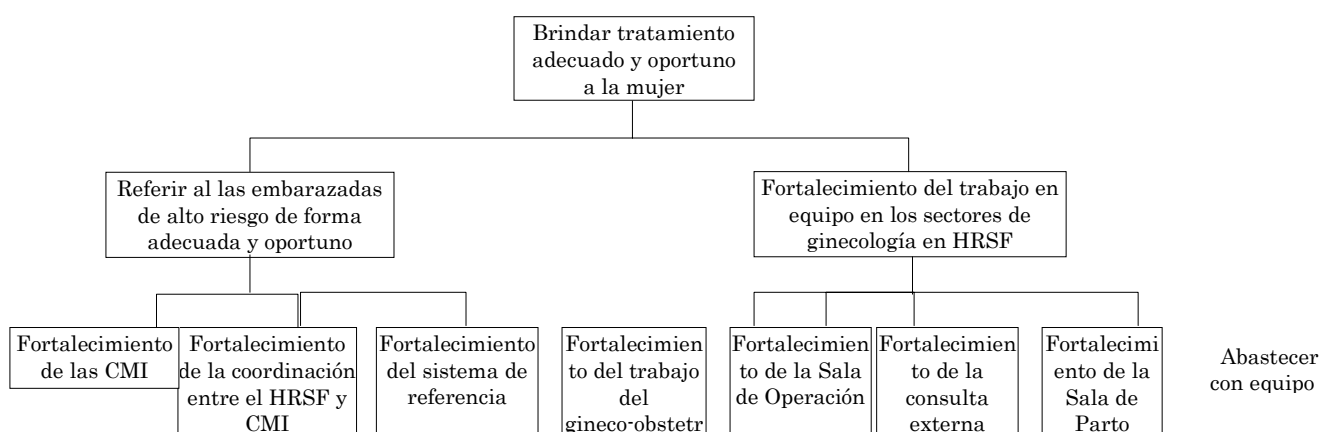 Brindar tratamiento
adecuado y oportuno
a la mujer
Referir al las embarazadas
de alto riesgo de forma
adecuada y oportuno
Fortalecimiento del trabajo en
equipo en los sectores de
ginecología en HRSF
Fortalecimiento
de las CMI
Fortalecimiento
de la coordinación
entre el HRSF y
CMI
Fortalecimiento
del sistema de
referencia
Fortalecimien
to del trabajo
del
gineco-obstetr
Fortalecimien
to de la Sala
de Operación
Fortalecimien
to de la
consulta
externa
Fortalecimi
ento de la
Sala de
Parto
Abastecer
con equipo